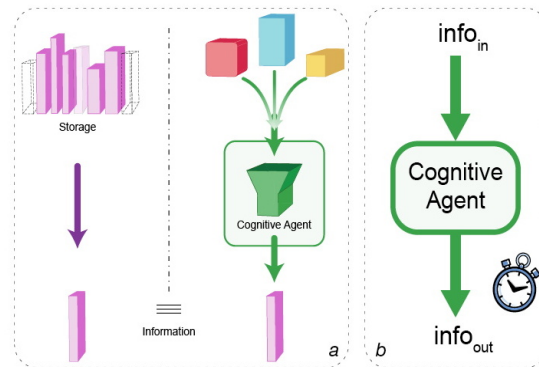 Storage
Cognitive Agent
Information
a
info_in
Cognitive
Agent
info_out
b